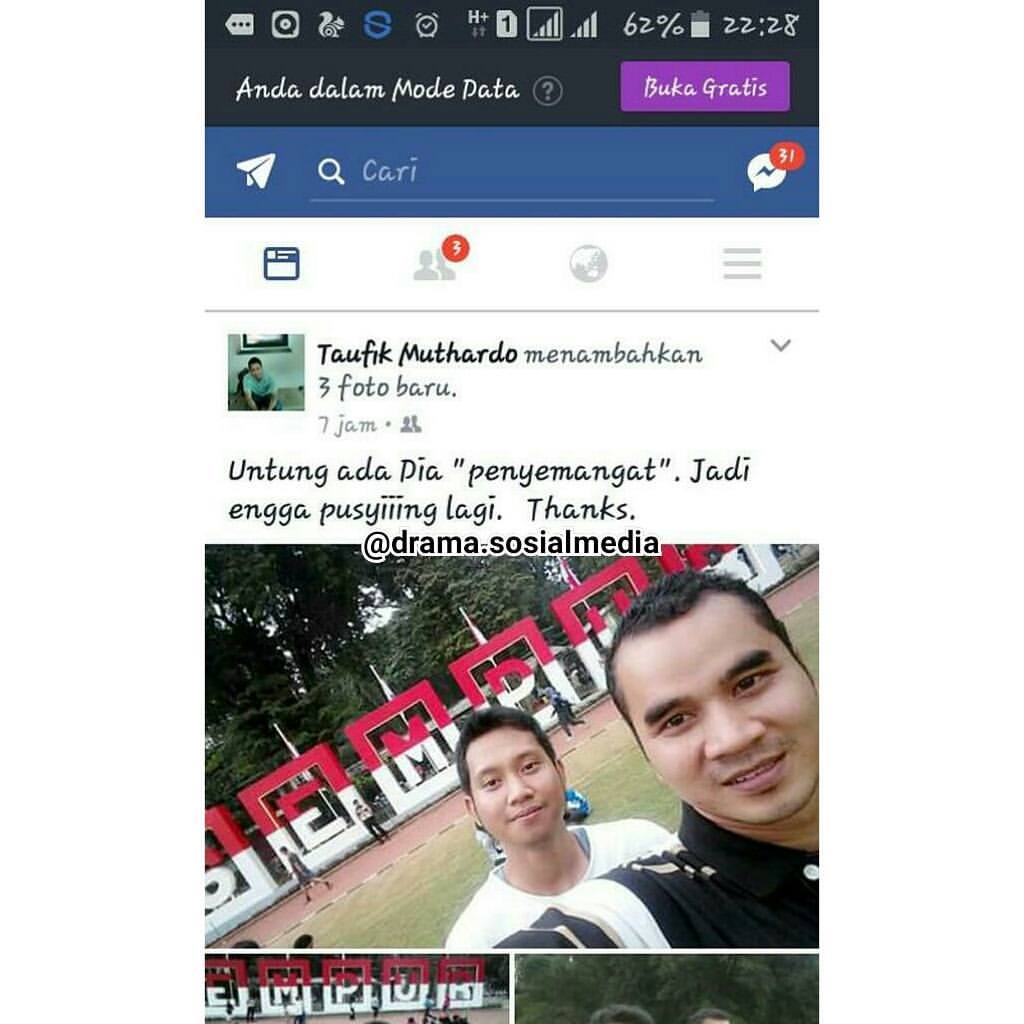 H+ 1 62% 22:28
Anda dalam Mode Data ? Buka Gratis
Cari 31
3
Taufik Muthardo menambahkan
3 foto baru.
7 jam •
Untung ada Dia "penyemangat". Jadi
engga pusyiiing lagi. Thanks.
@drama.sosialmedia
SEMPUR
EMPUR